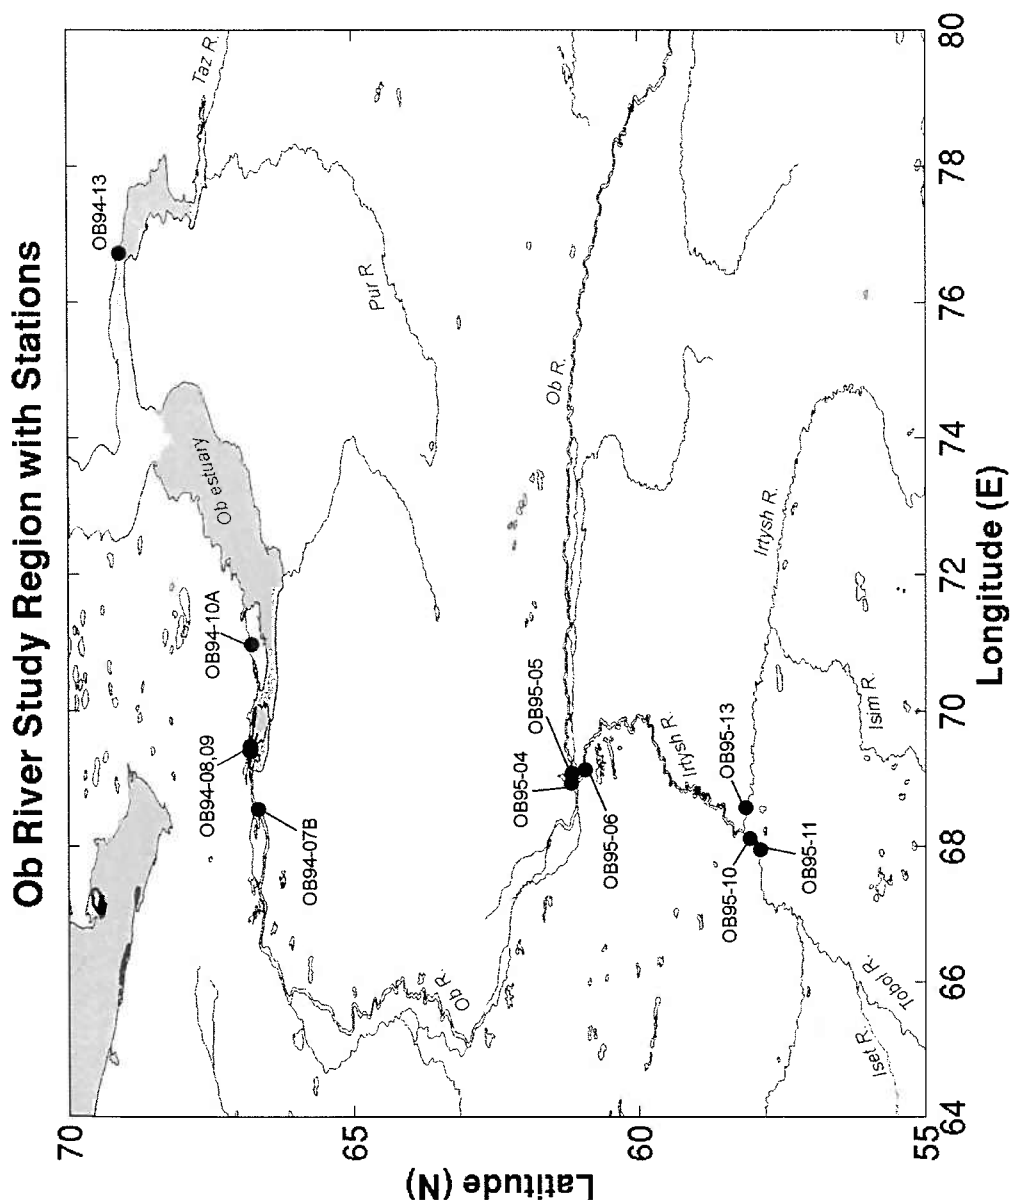 Ob River Study Region with Stations
70
65
60
55
Latitude (N)
64
66
68
70
72
74
76
78
80
Longitude (E)
OB94-13
Taz R.
Pur R.
Ob estuary
OB94-10A
OB94-08,09
OB94-07B
Ob R.
Ob R.
OB95-05
OB95-04
OB95-06
Irtysh R.
Irtysh R.
OB95-13
OB95-10
OB95-11
Isim R.
Tobol R.
Iset R.